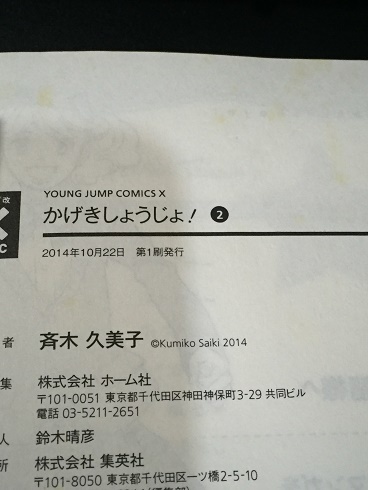 YOUNG JUMP COMICS X
かげきしょうじょ! 2
2014年10月22日 第1刷発行
者 斉木 久美子 ©Kumiko Saiki 2014
集 株式会社 ホーム社
〒101-0051 東京都千代田区神田神保町3-29 共同ビル
電話 03-5211-2651
人 鈴木晴彦
所 株式会社 集英社
〒101-8050 東京都千代田区一ツ橋2-5-10